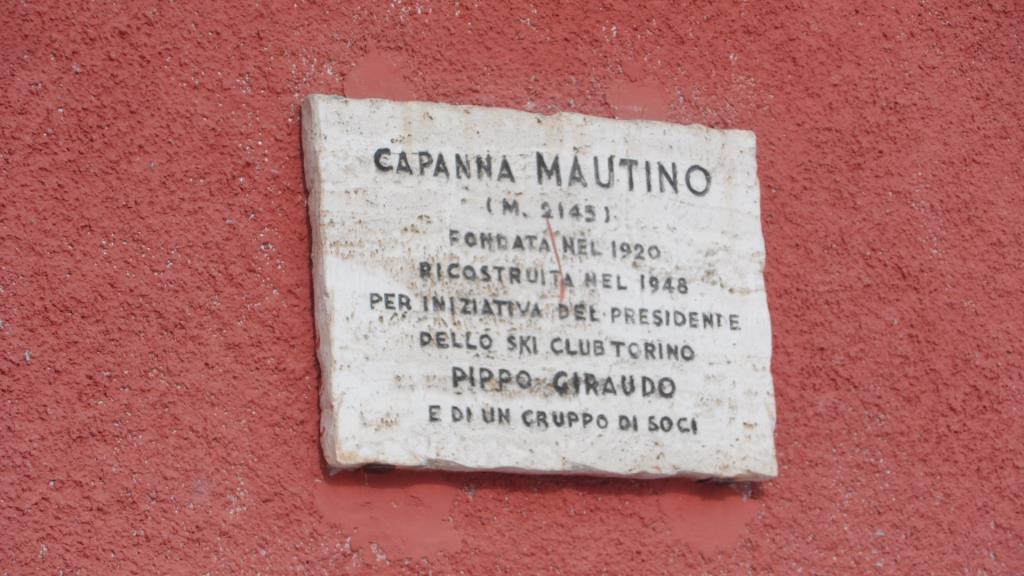 CAPANNA MAUTINO
(M. 2145)
FONDATA NEL 1920
RICOSTRUITA NEL 1948
PER INIZIATIVA DEL PRESIDENTE
DELLO SKI CLUB TORINO
PIPPO GIRAUDO
E DI UN GRUPPO DI SOCI